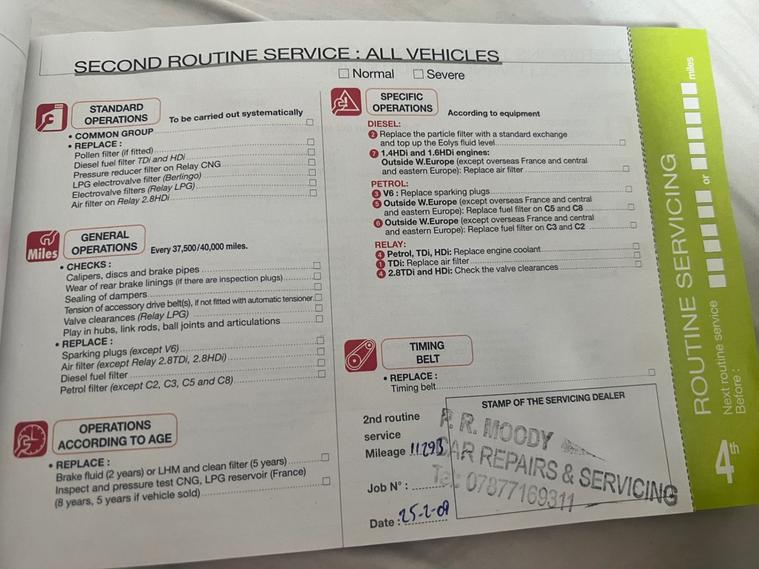 SECOND ROUTINE SERVICE : ALL VEHICLES
Normal Severe
STANDARD
OPERATIONS
To be carried out systematically
• COMMON GROUP
• REPLACE :
Pollen filter (if fitted)
Diesel fuel filter TDi and HDi
Pressure reducer filter on Relay CNG
LPG electrovalve filter (Berlingo)
Electrovalve filters (Relay LPG)
Air filter on Relay 2.8HDi
Miles
GENERAL
OPERATIONS
Every 37,500/40,000 miles.
• CHECKS :
Calipers, discs and brake pipes
Wear of rear brake linings (if there are inspection plugs)
Sealing of dampers
Tension of accessory drive belt(s), if not fitted with automatic tensioner
Valve clearances (Relay LPG)
Play in hubs, link rods, ball joints and articulations
• REPLACE :
Sparking plugs (except V6)
Air filter (except Relay 2.8TDi, 2.8HDi)
Diesel fuel filter
Petrol filter (except C2, C3, C5 and C8)
OPERATIONS
ACCORDING TO AGE
• REPLACE :
Brake fluid (2 years) or LHM and clean filter (5 years)
Inspect and pressure test CNG, LPG reservoir (France)
(8 years, 5 years if vehicle sold)
SPECIFIC
OPERATIONS
According to equipment
DIESEL:
2 Replace the particle filter with a standard exchange
and top up the Eolys fluid level
7 1.4HDi and 1.6HDi engines:
Outside W.Europe (except overseas France and central
and eastern Europe): Replace air filter
PETROL:
3 V6 : Replace sparking plugs
5 Outside W.Europe (except overseas France and central
and eastern Europe): Replace fuel filter on C5 and C8
6 Outside W.Europe (except overseas France and central
and eastern Europe): Replace fuel filter on C3 and C2
RELAY:
4 Petrol, TDi, HDi: Replace engine coolant
1 TDi: Replace air filter
4 2.8TDi and HDi: Check the valve clearances
TIMING
BELT
• REPLACE :
Timing belt
2nd routine
service
Mileage
Job N° :
Date : 25-2-09
STAMP OF THE SERVICING DEALER
P. R. MOODY
CAR REPAIRS & SERVICING
Tel: 07877169311
ROUTINE SERVICING
Next routine service
Before :
or
miles
4